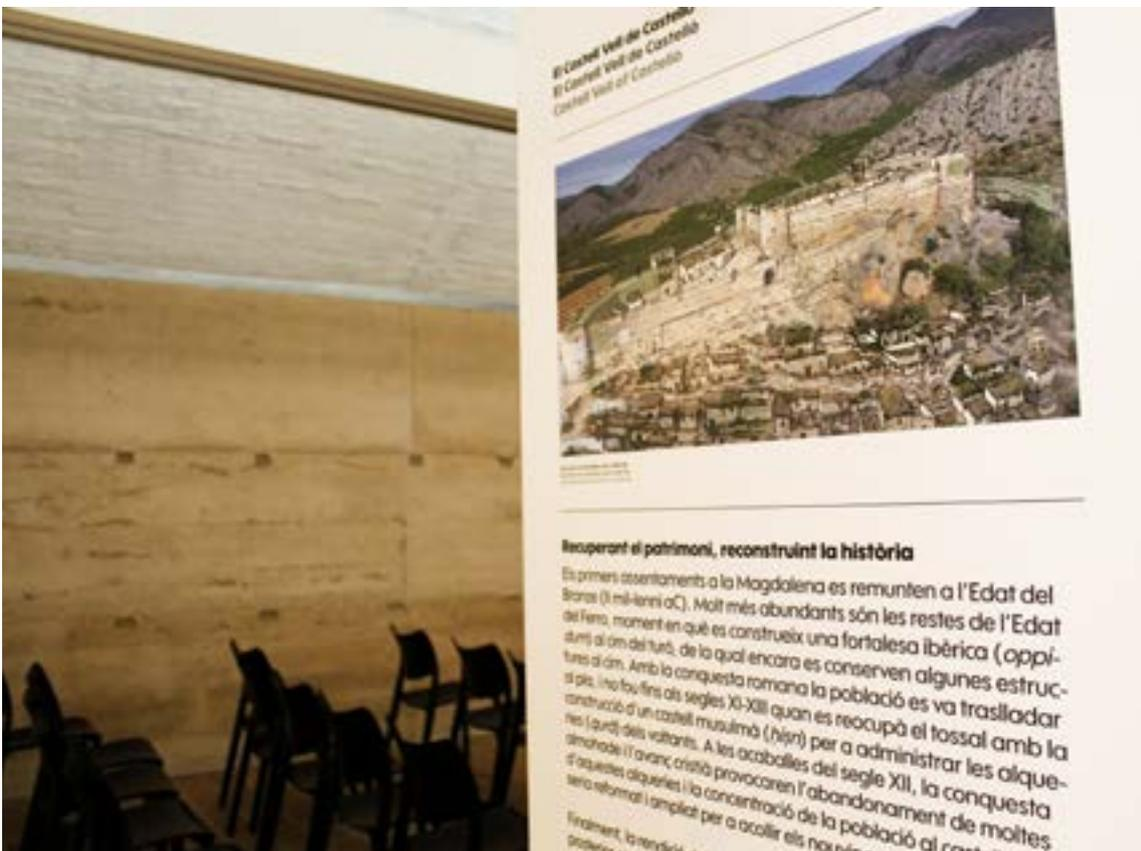 El Castell Vell de Castelló
El Castell Vell de Castelló
Castell Vell of Castelló
Recuperant el patrimoni, reconstruint la història
Els primers assentaments a la Magdalena es remunten a l'Edat del
Bronze (II mil·lenni aC). Molt més abundants són les restes de l'Edat
del Ferro, moment en què es construeix una fortalesa ibèrica (oppi-
dum) al cim del turó, de la qual encara es conserven algunes estruc-
tures al cim. Amb la conquesta romana la població es va traslladar
al pla, i no fou fins als segles XI-XIII quan es reocupà el tossal amb la
construcció d'un castell musulmà (hisn) per a administrar les alque-
ries (qurà) dels voltants. A les acaballes del segle XII, la conquesta
almohade i l'avanç cristià provocaren l'abandonament de moltes
d'aquestes alqueries i la concentració de la població al
seria reformat i ampliat per a acollir els
Finalment, la rendició